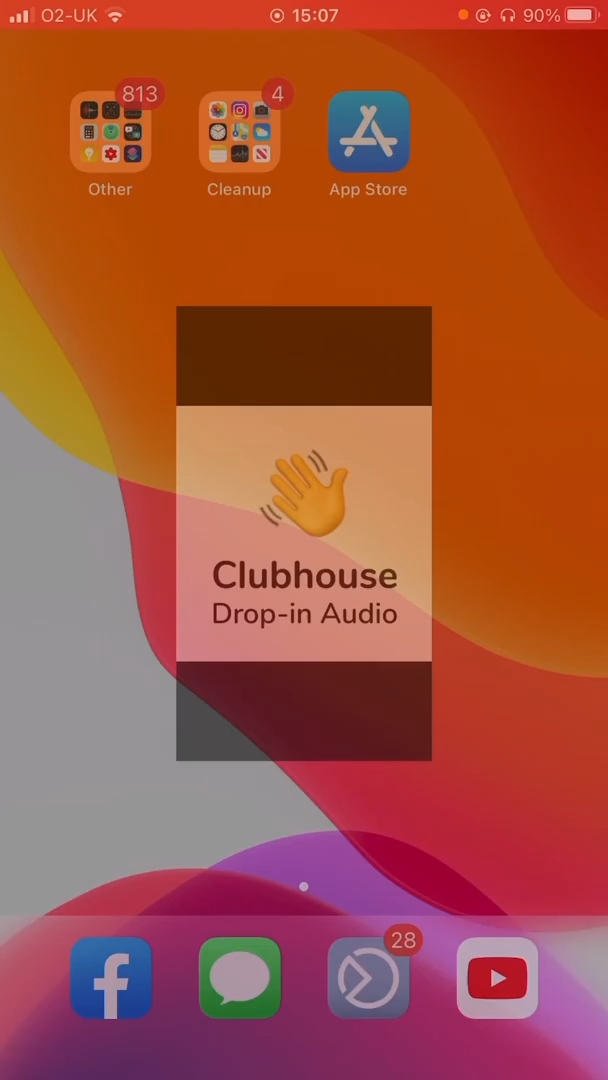 O2-UK 15:07 90%
813 4
Other Cleanup App Store
Clubhouse
Drop-in Audio
28